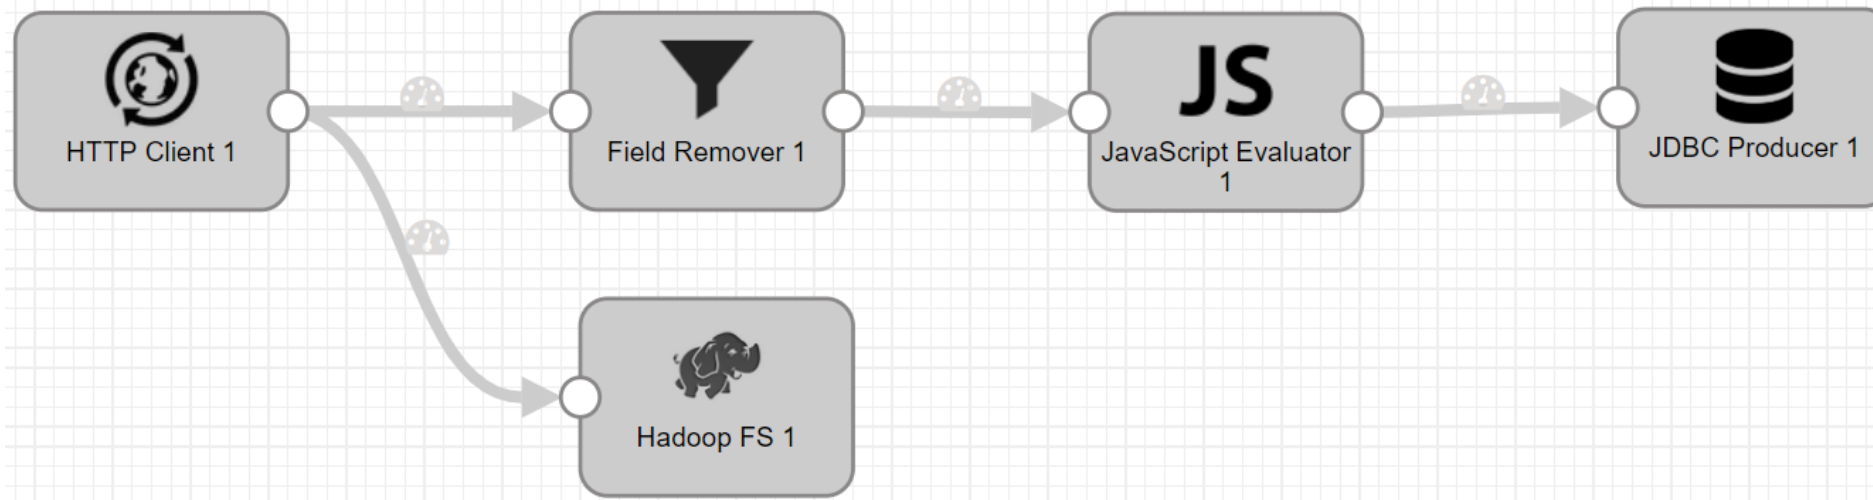 HTTP Client 1
Field Remover 1
JS
JavaScript Evaluator
1
JDBC Producer 1
Hadoop FS 1